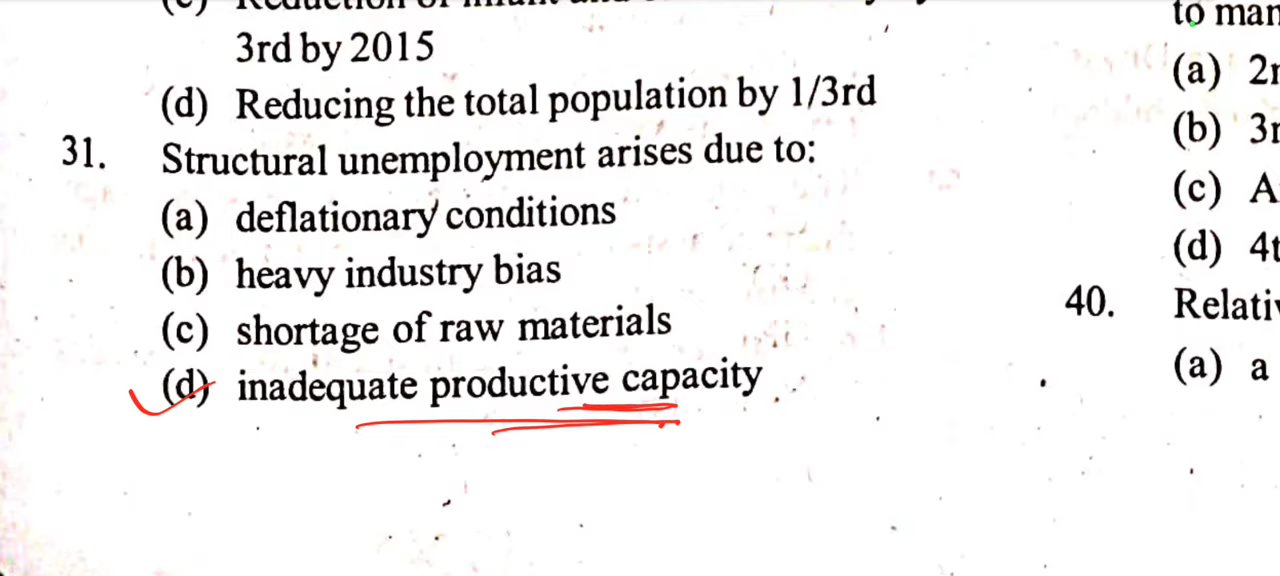 3rd by 2015
(d) Reducing the total population by 1/3rd
31. Structural unemployment arises due to:
(a) deflationary conditions
(b) heavy industry bias
(c) shortage of raw materials
(d) inadequate productive capacity
to
(a)
(b)
(c)
(d)
40.
(a) a